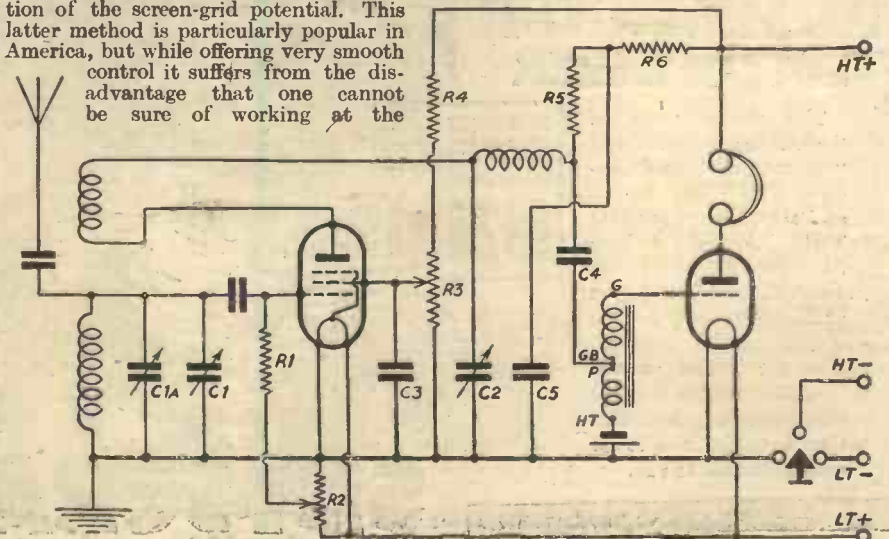 tion of the screen-grid potential. This
latter method is particularly popular in
America, but while offering very smooth
control it suffers from the dis-
advantage that one cannot
be sure of working at the
HT+
R6
R5
R4
R3
C4
G
GB
P
HT
C1A
C1
R1
C3
C2
C5
R2
HT-
LT-
LT+